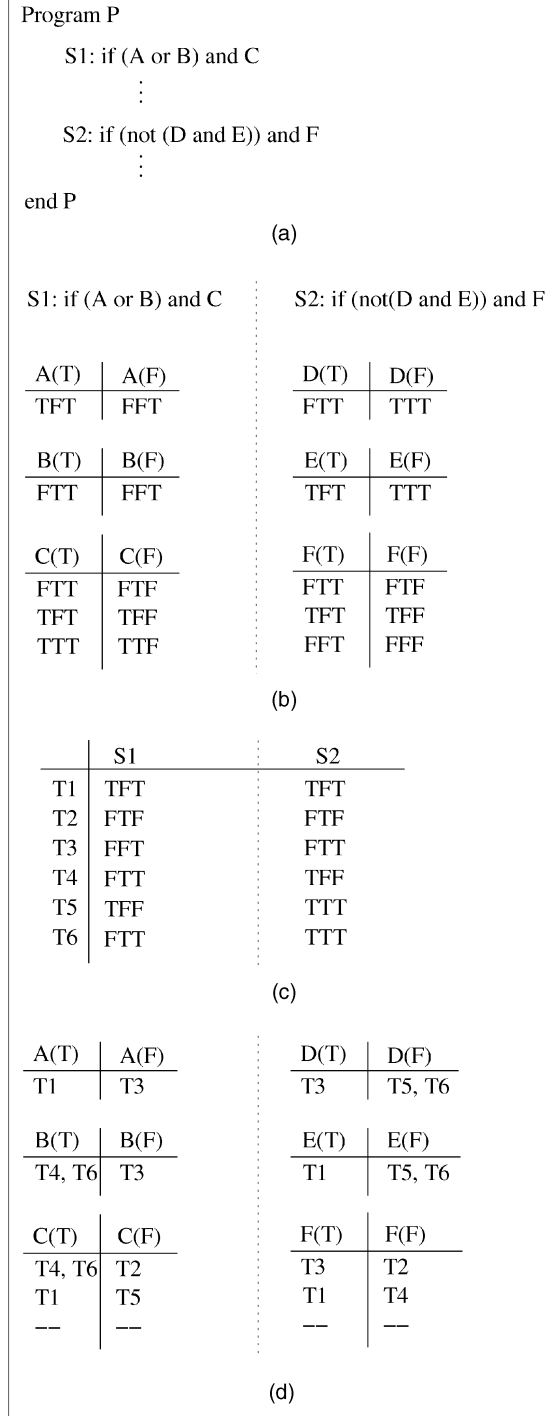 Program P
S1: if (A or B) and C
⋮
S2: if (not (D and E)) and F
⋮
end P
(a)
S1: if (A or B) and C S2: if (not(D and E)) and F
A(T) A(F) D(T) D(F)
TFT FFT FTT TTT
B(T) B(F) E(T) E(F)
FTT FFT TFT TTT
C(T) C(F) F(T) F(F)
FTT FTF FTT FTF
TFT TFF TFT TFF
TTT TTF FFT FFF
(b)
S1 S2
T1 TFT TFT
T2 FTF FTF
T3 FFT FTT
T4 FTT TFF
T5 TFF TTT
T6 FTT TTT
(c)
A(T) A(F) D(T) D(F)
T1 T3 T3 T5, T6
B(T) B(F) E(T) E(F)
T4, T6 T3 T1 T5, T6
C(T) C(F) F(T) F(F)
T4, T6 T2 T3 T2
T1 T5 T1 T4
-- -- -- --
(d)